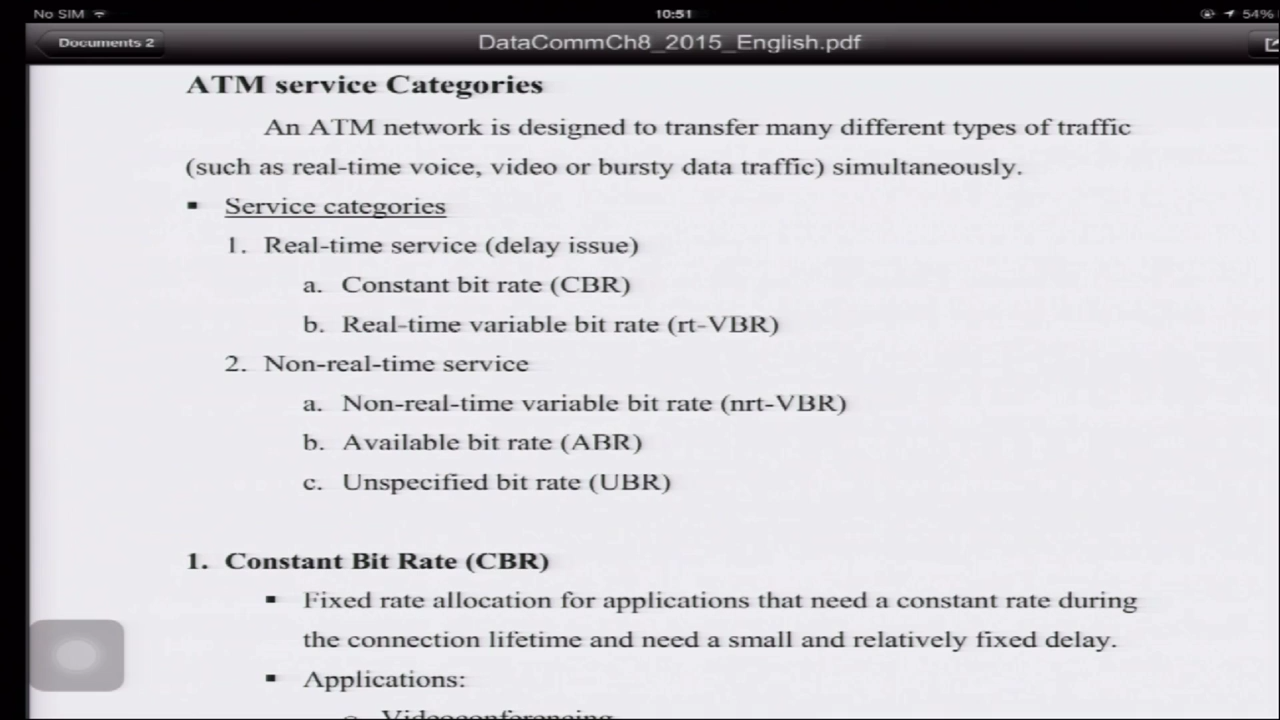 No SIM
10:51
54%
Documents 2
DataCommCh8_2015_English.pdf
ATM service Categories
An ATM network is designed to transfer many different types of traffic
(such as real-time voice, video or bursty data traffic) simultaneously.
▪ Service categories
1. Real-time service (delay issue)
a. Constant bit rate (CBR)
b. Real-time variable bit rate (rt-VBR)
2. Non-real-time service
a. Non-real-time variable bit rate (nrt-VBR)
b. Available bit rate (ABR)
c. Unspecified bit rate (UBR)
1. Constant Bit Rate (CBR)
▪ Fixed rate allocation for applications that need a constant rate during
the connection lifetime and need a small and relatively fixed delay.
▪ Applications:
o Videoconferencing